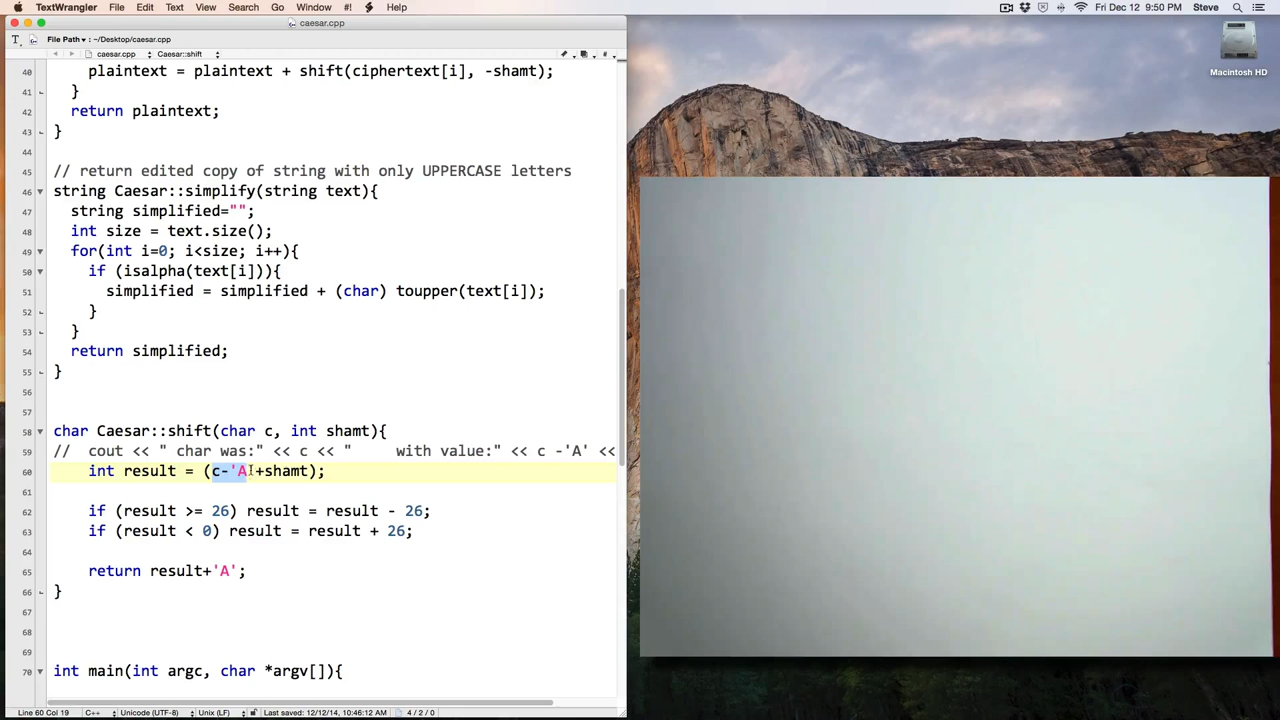 TextWrangler File Edit Text View Search Go Window #! Help Fri Dec 12 9:50 PM Steve
caesar.cpp
File Path : ~/Desktop/caesar.cpp
caesar.cpp Caesar::shift
Macintosh HD
40 plaintext = plaintext + shift(ciphertext[i], -shamt);
41 }
42 return plaintext;
43 }
44
45 // return edited copy of string with only UPPERCASE letters
46 string Caesar::simplify(string text){
47 string simplified="";
48 int size = text.size();
49 for(int i=0; i<size; i++){
50 if (isalpha(text[i])){
51 simplified = simplified + (char) toupper(text[i]);
52 }
53 }
54 return simplified;
55 }
56
57
58 char Caesar::shift(char c, int shamt){
59 // cout << " char was:" << c << " with value:" << c -'A' <<
60 int result = (c-'A'+shamt);
61
62 if (result >= 26) result = result - 26;
63 if (result < 0) result = result + 26;
64
65 return result+'A';
66 }
67
68
69
70 int main(int argc, char *argv[]){
Line 60 Col 19 C++ Unicode (UTF-8) Unix (LF) Last saved: 12/12/14, 10:46:12 AM 4 / 2 / 0